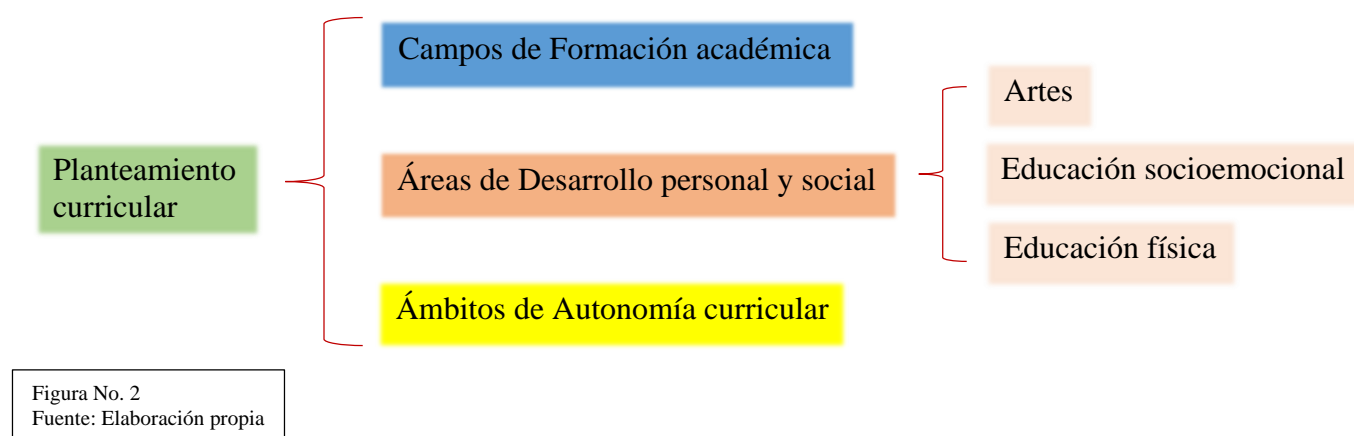 Planteamiento
curricular
Campos de Formación académica
Áreas de Desarrollo personal y social
Ámbitos de Autonomía curricular
Artes
Educación socioemocional
Educación física
Figura No. 2
Fuente: Elaboración propia